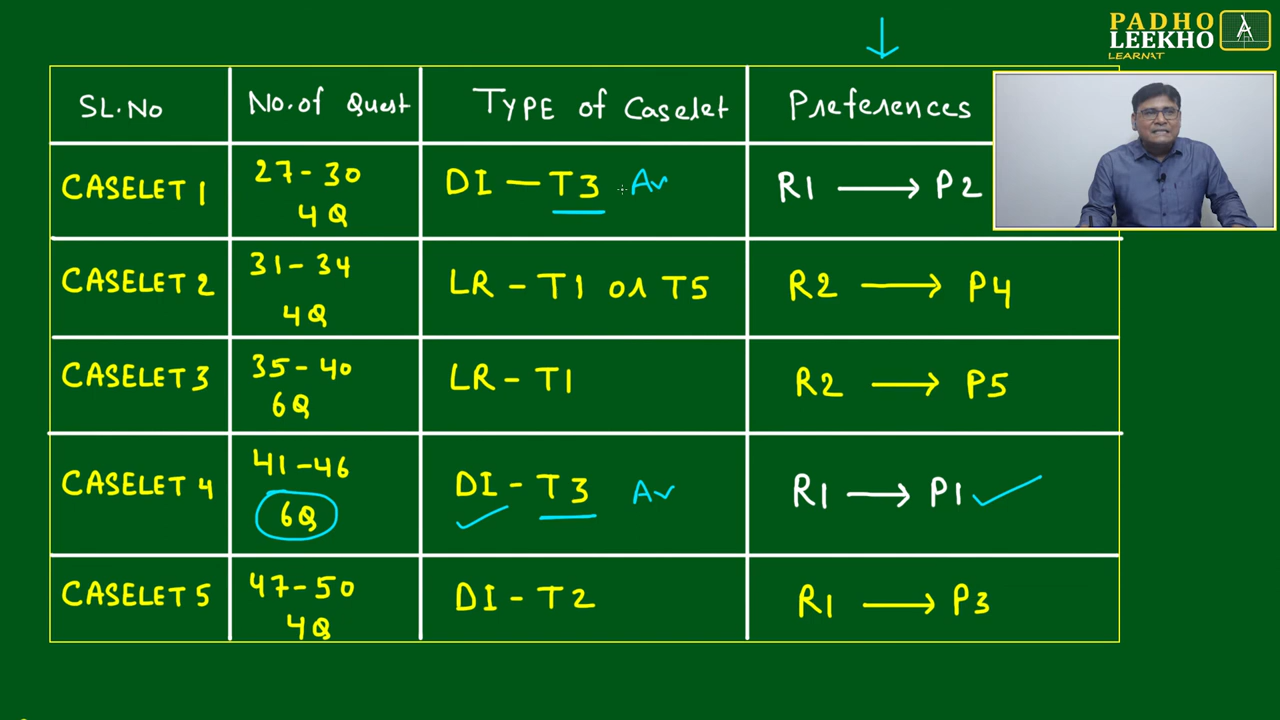 PADHO
LEEKHO
LEARN
SL.No No. of Quest TYPE of Caselet Preferences
CASELET 1 27-30 4Q DI - T3 Av R1 → P2
CASELET 2 31-34 4Q LR - T1 or T5 R2 → P4
CASELET 3 35-40 6Q LR - T1 R2 → P5
CASELET 4 41-46 6Q DI - T3 Av R1 → P1 ✓
CASELET 5 47-50 4Q DI - T2 R1 → P3